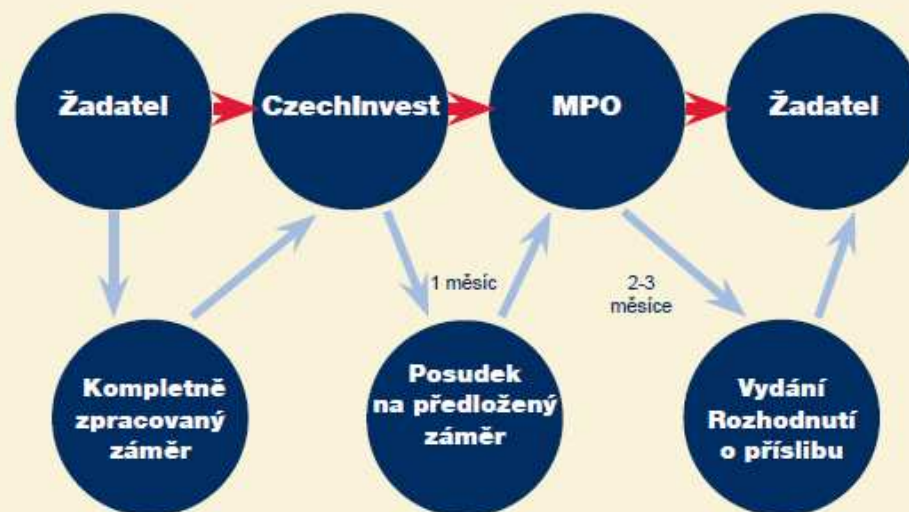 Žadatel
CzechInvest
MPO
Žadatel
1 měsíc
2-3
měsíce
Kompletně
zpracovaný
záměr
Posudek
na předložený
záměr
Vydání
Rozhodnutí
o příslibu